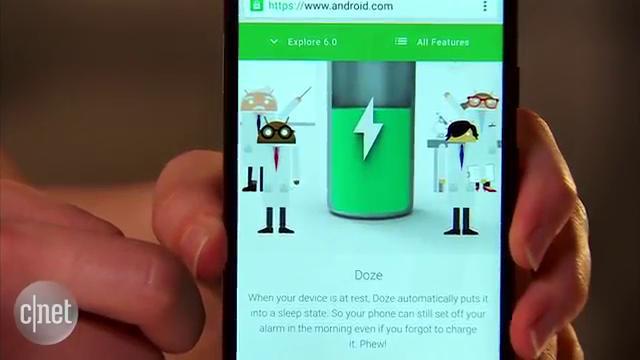 https://www.android.com
Explore 6.0
All Features
Doze
When your device is at rest, Doze automatically puts it
into a sleep state. So your phone can still set off your
alarm in the morning even if you forgot to charge
it. Phew!
c|net